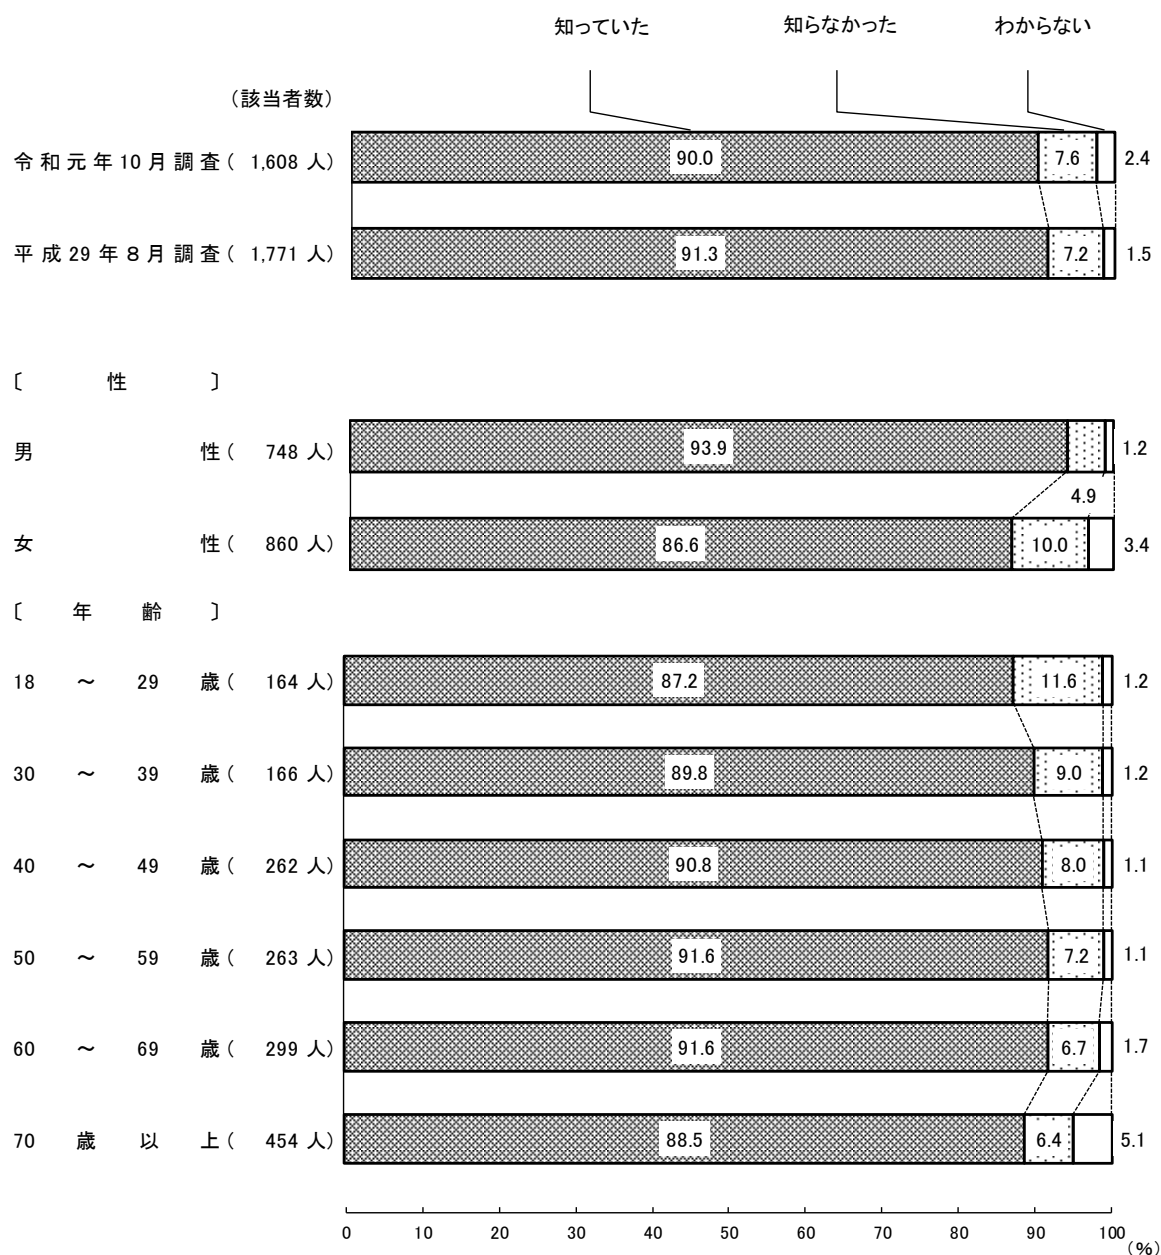 知っていた 知らなかった わからない
（該当者数）
令和元年10月調査（ 1,608 人） 90.0 7.6 2.4
平成29年８月調査（ 1,771 人） 91.3 7.2 1.5
〔 性 〕
男 性（ 748 人） 93.9 1.2
4.9
女 性（ 860 人） 86.6 10.0 3.4
〔 年 齢 〕
18 ～ 29 歳（ 164 人） 87.2 11.6 1.2
30 ～ 39 歳（ 166 人） 89.8 9.0 1.2
40 ～ 49 歳（ 262 人） 90.8 8.0 1.1
50 ～ 59 歳（ 263 人） 91.6 7.2 1.1
60 ～ 69 歳（ 299 人） 91.6 6.7 1.7
70 歳 以 上（ 454 人） 88.5 6.4 5.1
0 10 20 30 40 50 60 70 80 90 100
（％）